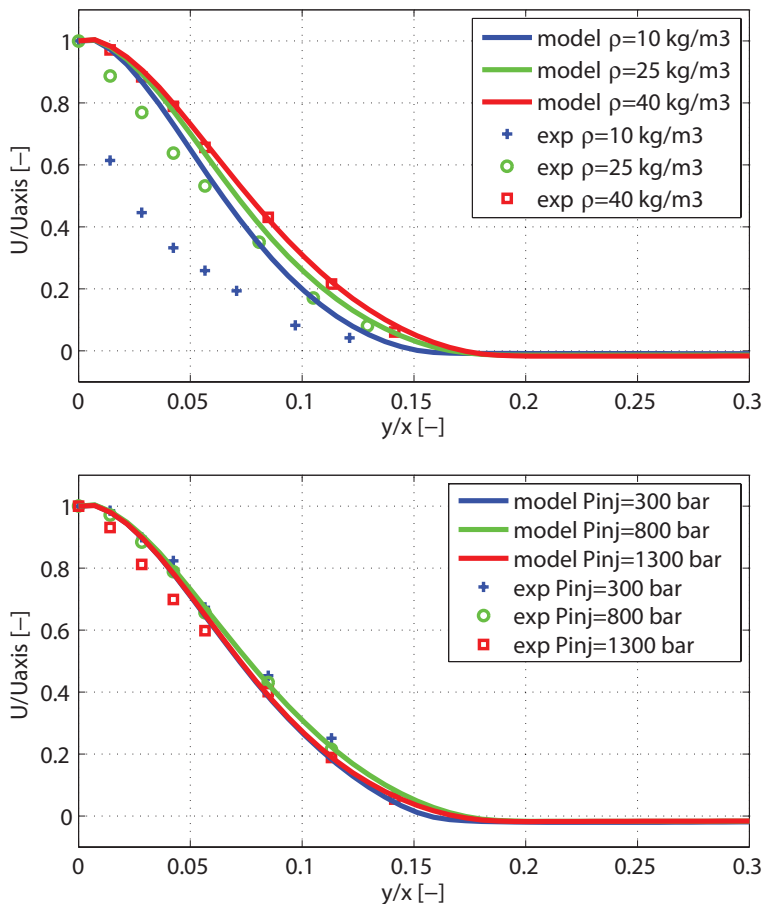 1
0.8
0.6
0.4
0.2
0
U/Uaxis [–]
0
0.05
0.1
0.15
0.2
0.25
0.3
y/x [–]
model ρ=10 kg/m3
model ρ=25 kg/m3
model ρ=40 kg/m3
exp ρ=10 kg/m3
exp ρ=25 kg/m3
exp ρ=40 kg/m3
1
0.8
0.6
0.4
0.2
0
U/Uaxis [–]
0
0.05
0.1
0.15
0.2
0.25
0.3
y/x [–]
model Pinj=300 bar
model Pinj=800 bar
model Pinj=1300 bar
exp Pinj=300 bar
exp Pinj=800 bar
exp Pinj=1300 bar